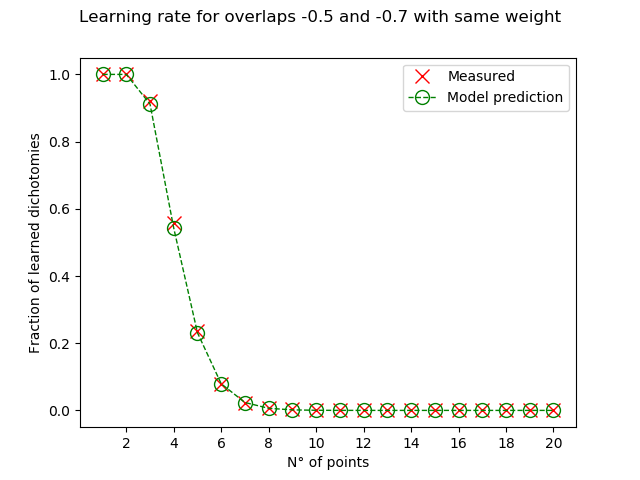 Learning rate for overlaps -0.5 and -0.7 with same weight
Measured
Model prediction
Fraction of learned dichotomies
1.0
0.8
0.6
0.4
0.2
0.0
2 4 6 8 10 12 14 16 18 20
N° of points